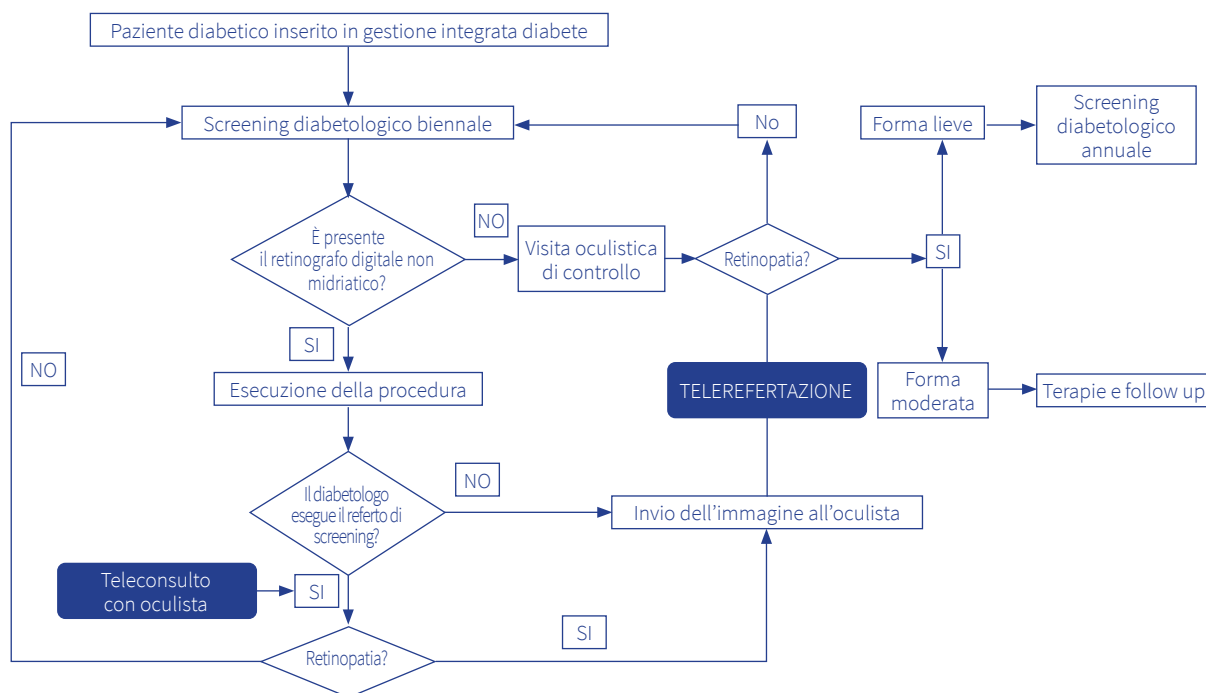 Paziente diabetico inserito in gestione integrata diabete
Screening diabetologico biennale
No
Forma lieve
Screening
diabetologico
annuale
È presente
il retinografo digitale non
midriatico?
NO
Visita oculistica
di controllo
Retinopatia?
SI
SI
NO
Esecuzione della procedura
TELEREFERTAZIONE
Forma
moderata
Terapie e follow up
Il diabetologo
esegue il referto di
screening?
NO
Invio dell’immagine all’oculista
Teleconsulto
con oculista
SI
SI
Retinopatia?